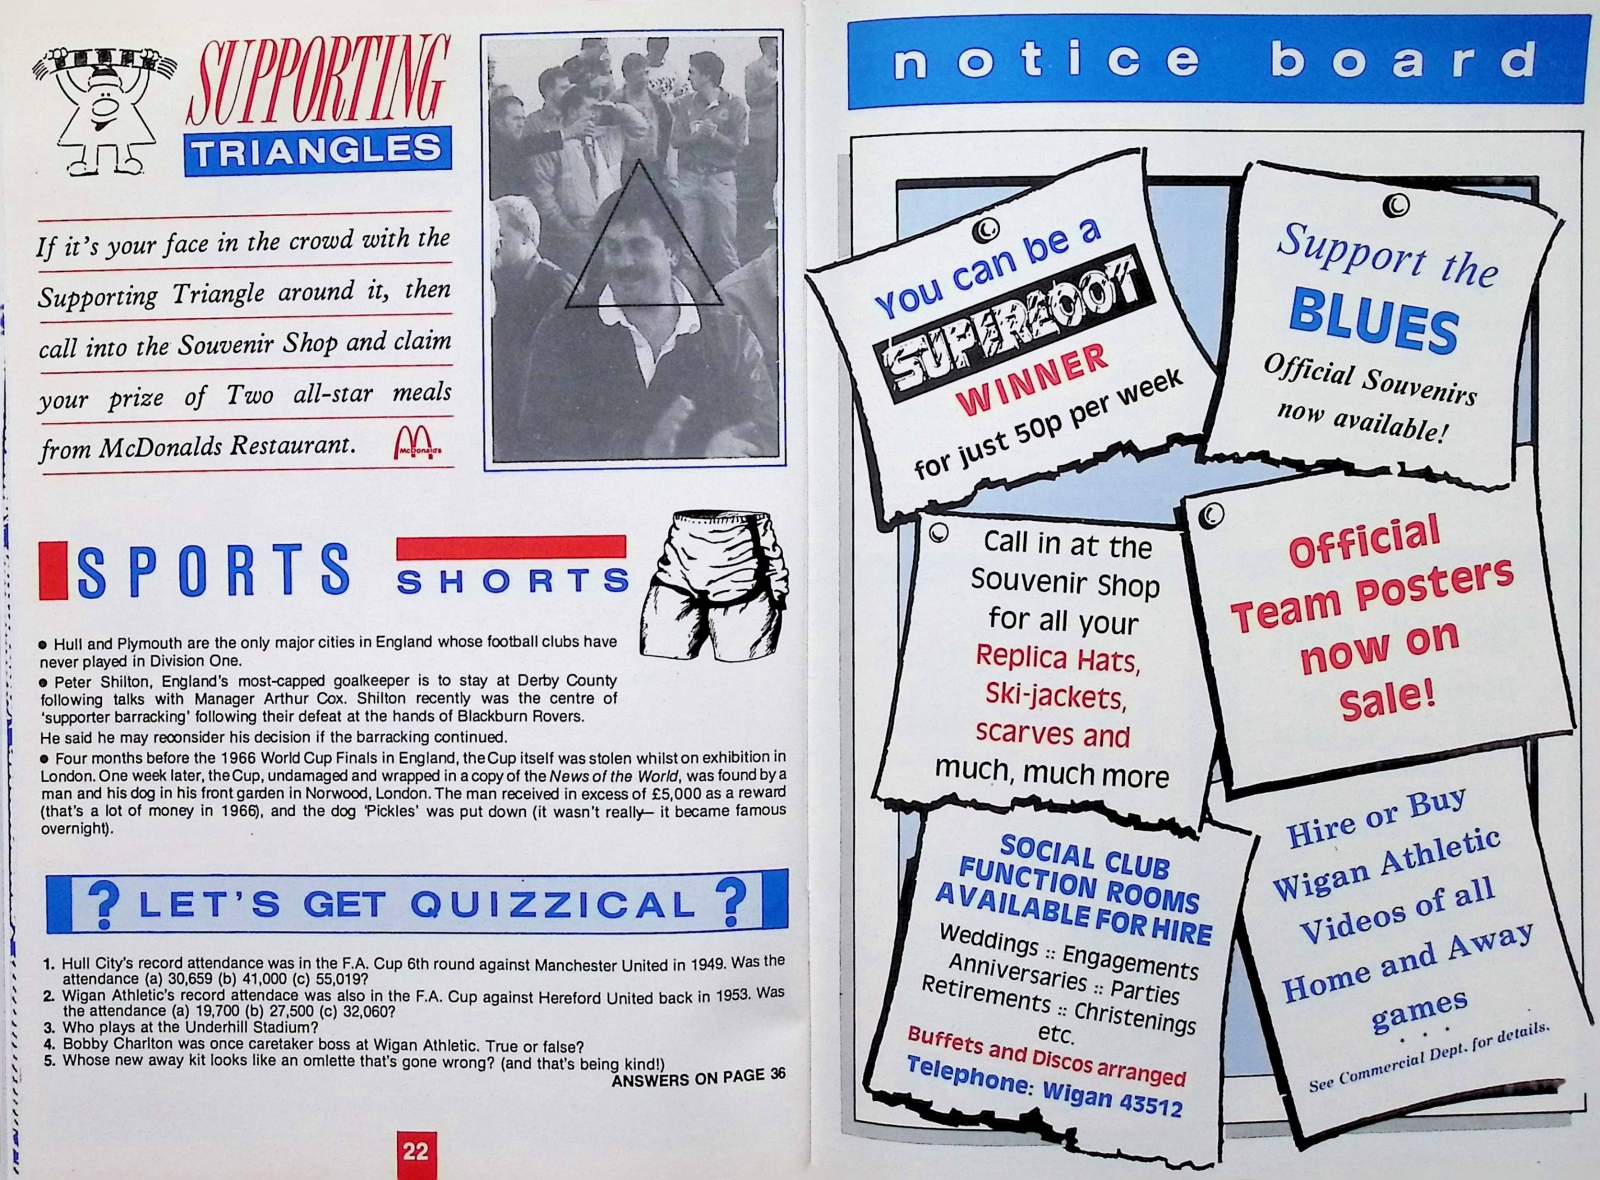 SUPPORTING
TRIANGLES
If it's your face in the crowd with the
Supporting Triangle around it, then
call into the Souvenir Shop and claim
your prize of Two all-star meals
from McDonalds Restaurant.
McDonald's
SPORTS
SHORTS
• Hull and Plymouth are the only major cities in England whose football clubs have
never played in Division One.
• Peter Shilton, England's most-capped goalkeeper is to stay at Derby County
following talks with Manager Arthur Cox. Shilton recently was the centre of
'supporter barracking' following their defeat at the hands of Blackburn Rovers.
He said he may reconsider his decision if the barracking continued.
• Four months before the 1966 World Cup Finals in England, the Cup itself was stolen whilst on exhibition in
London. One week later, the Cup, undamaged and wrapped in a copy of the News of the World, was found by a
man and his dog in his front garden in Norwood, London. The man received in excess of £5,000 as a reward
(that's a lot of money in 1966), and the dog 'Pickles' was put down (it wasn't really— it became famous
overnight).
? LET'S GET QUIZZICAL ?
1. Hull City's record attendance was in the F.A. Cup 6th round against Manchester United in 1949. Was the
attendance (a) 30,659 (b) 41,000 (c) 55,019?
2. Wigan Athletic's record attendace was also in the F.A. Cup against Hereford United back in 1953. Was
the attendance (a) 19,700 (b) 27,500 (c) 32,060?
3. Who plays at the Underhill Stadium?
4. Bobby Charlton was once caretaker boss at Wigan Athletic. True or false?
5. Whose new away kit looks like an omlette that's gone wrong? (and that's being kind!)
ANSWERS ON PAGE 36
22
notice board
You can be a
SUPERLOOT
WINNER
for just 50p per week
Support the
BLUES
Official Souvenirs
now available!
Call in at the
Souvenir Shop
for all your
Replica Hats,
Ski-jackets,
scarves and
much, much more
Official
Team Posters
now on
Sale!
SOCIAL CLUB
FUNCTION ROOMS
AVAILABLE FOR HIRE
Weddings :: Engagements
Anniversaries :: Parties
Retirements :: Christenings
etc.
Buffets and Discos arranged
Telephone: Wigan 43512
Hire or Buy
Wigan Athletic
Videos of all
Home and Away
games
See Commercial Dept. for details.